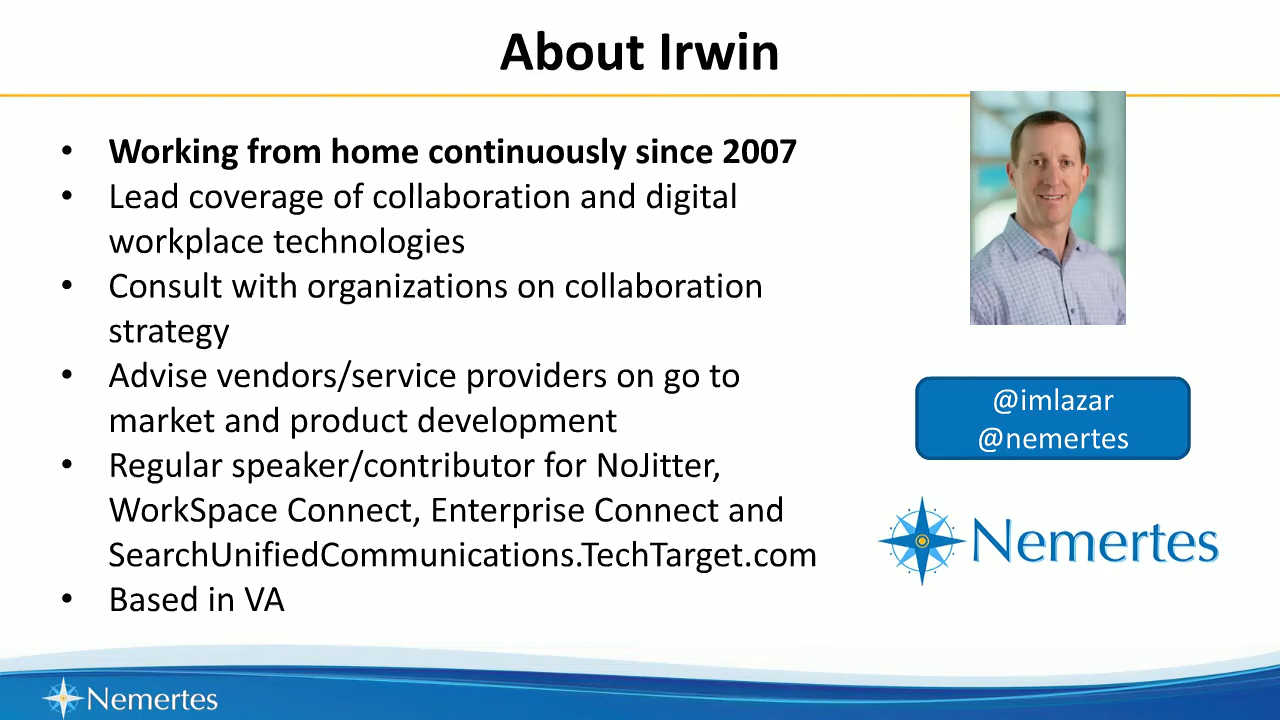 About Irwin
• Working from home continuously since 2007
• Lead coverage of collaboration and digital
workplace technologies
• Consult with organizations on collaboration
strategy
• Advise vendors/service providers on go to
market and product development
• Regular speaker/contributor for NoJitter,
WorkSpace Connect, Enterprise Connect and
SearchUnifiedCommunications.TechTarget.com
• Based in VA
@imlazar
@nemertes
Nemertes
Nemertes